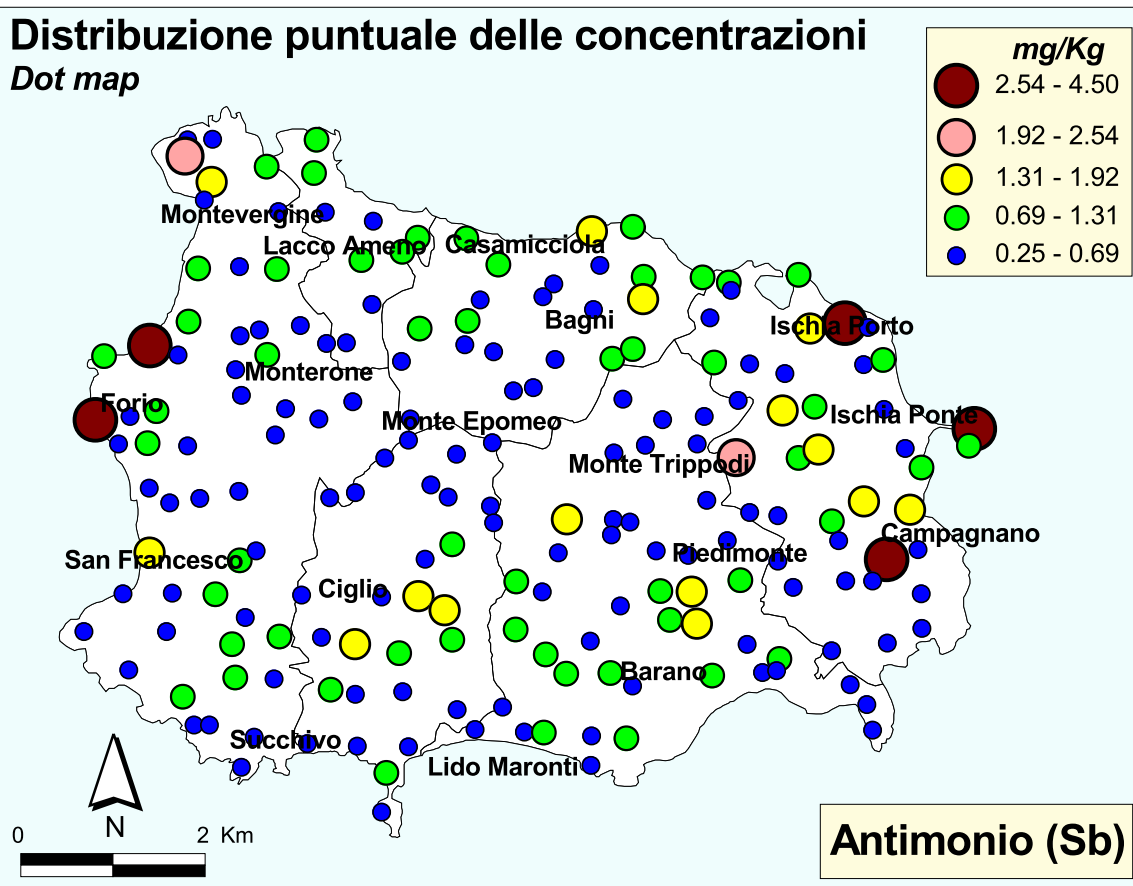 Distribuzione puntuale delle concentrazioni
Dot map
mg/Kg
2.54 - 4.50
1.92 - 2.54
1.31 - 1.92
0.69 - 1.31
0.25 - 0.69
Montevergine
Lacco Ameno
Casamicciola
Bagni
Ischia Porto
Monterone
Forio
Monte Epomeo
Ischia Ponte
Monte Trippodi
Campagnano
San Francesco
Piedimonte
Ciglio
Barano
Succhivo
Lido Maronti
N
0 2 Km
Antimonio (Sb)